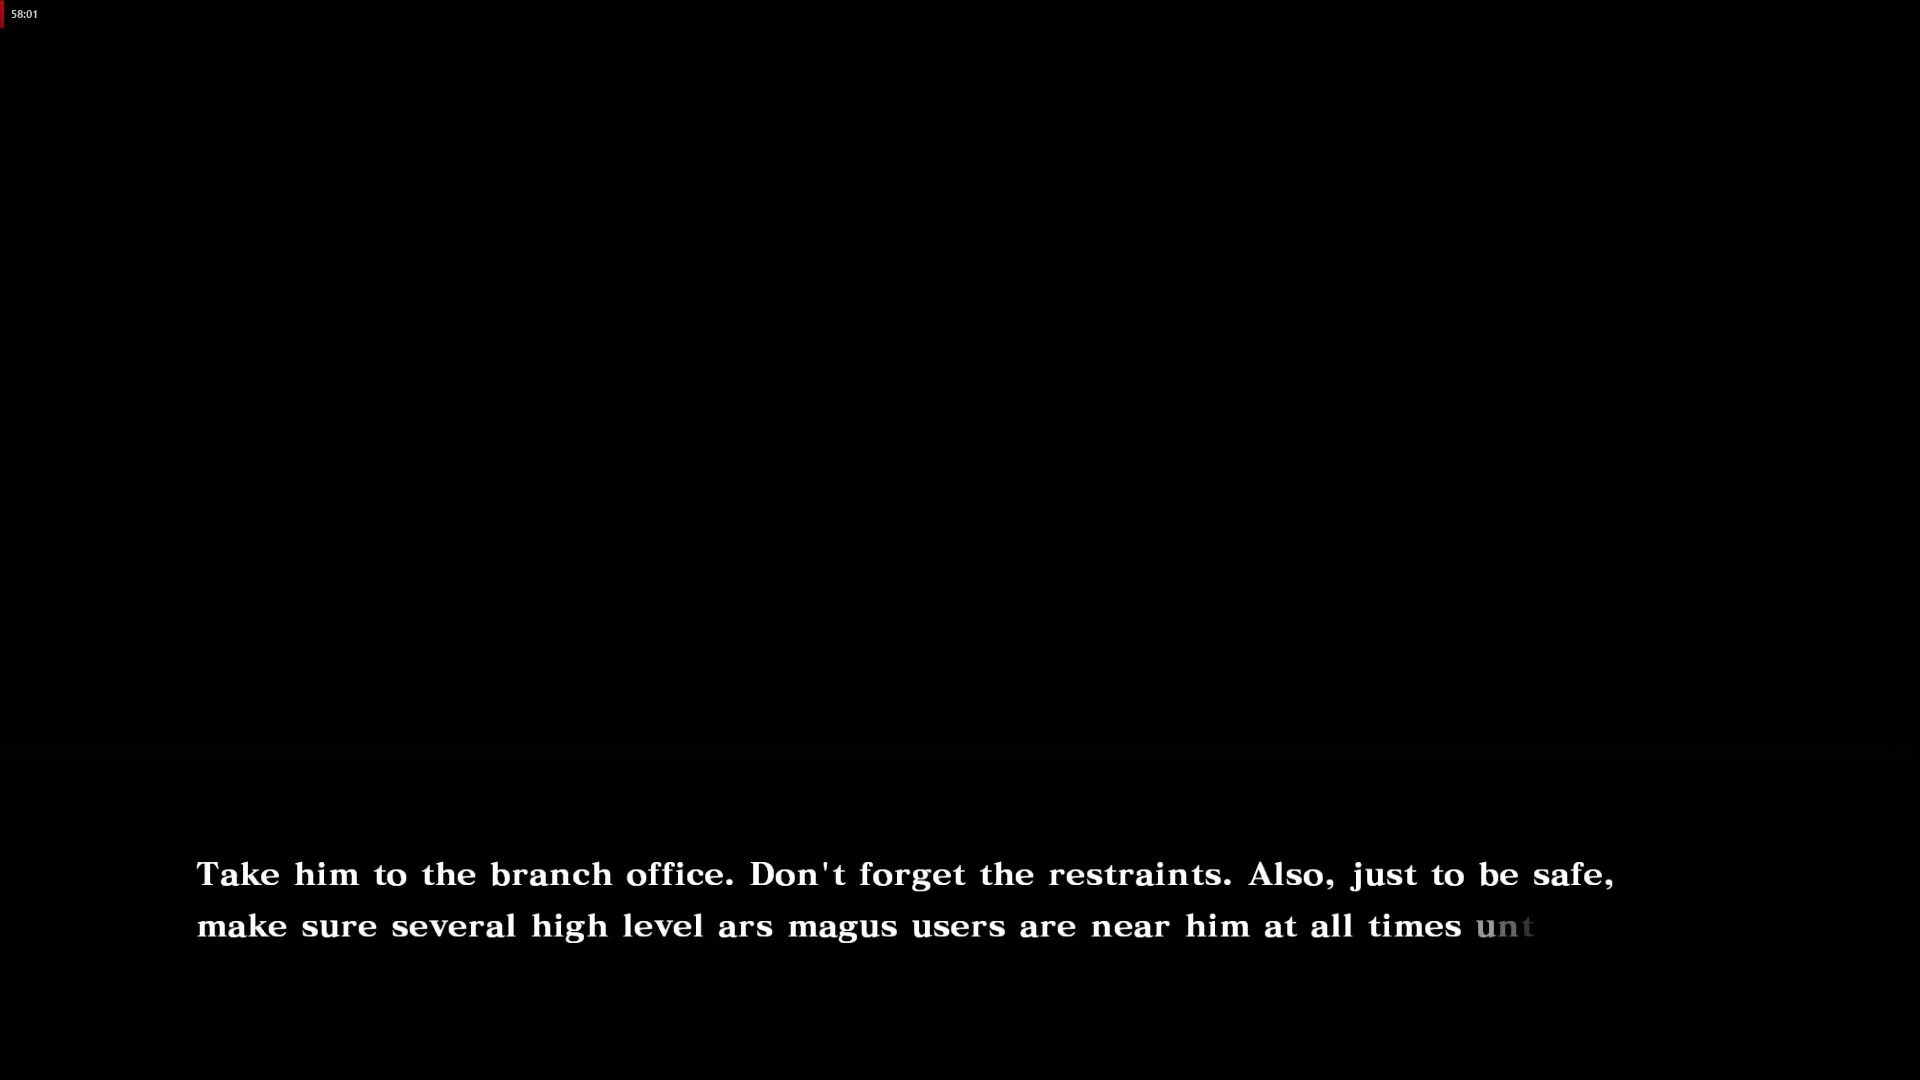 58:01
Take him to the branch office. Don't forget the restraints. Also, just to be safe,
make sure several high level ars magus users are near him at all times unt